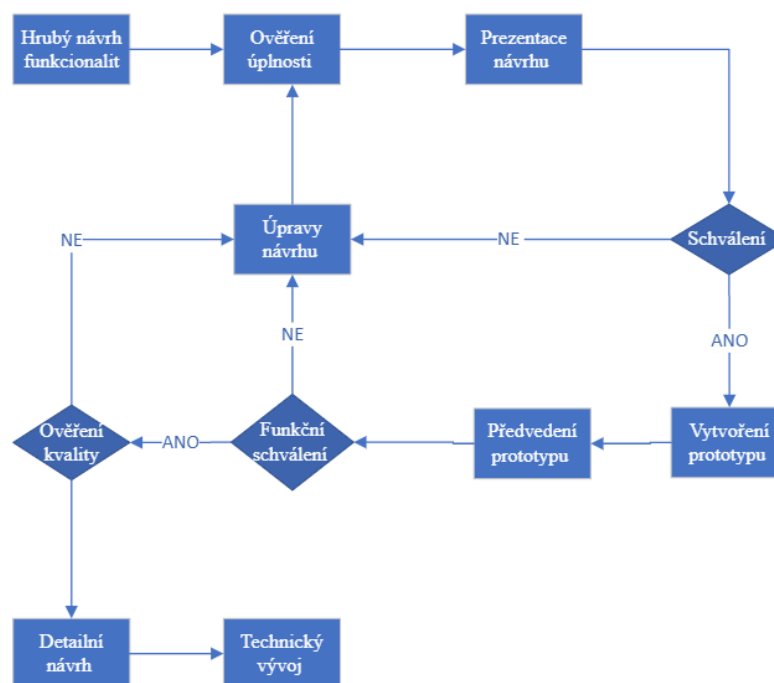 Hrubý návrh
funkcionalit
Ověření
úplnosti
Prezentace
návrhu
Úpravy
návrhu
NE
NE
Schválení
NE
ANO
Ověření
kvality
ANO
Funkční
schválení
Předvedení
prototypu
Vytvoření
prototypu
Detailní
návrh
Technický
vývoj